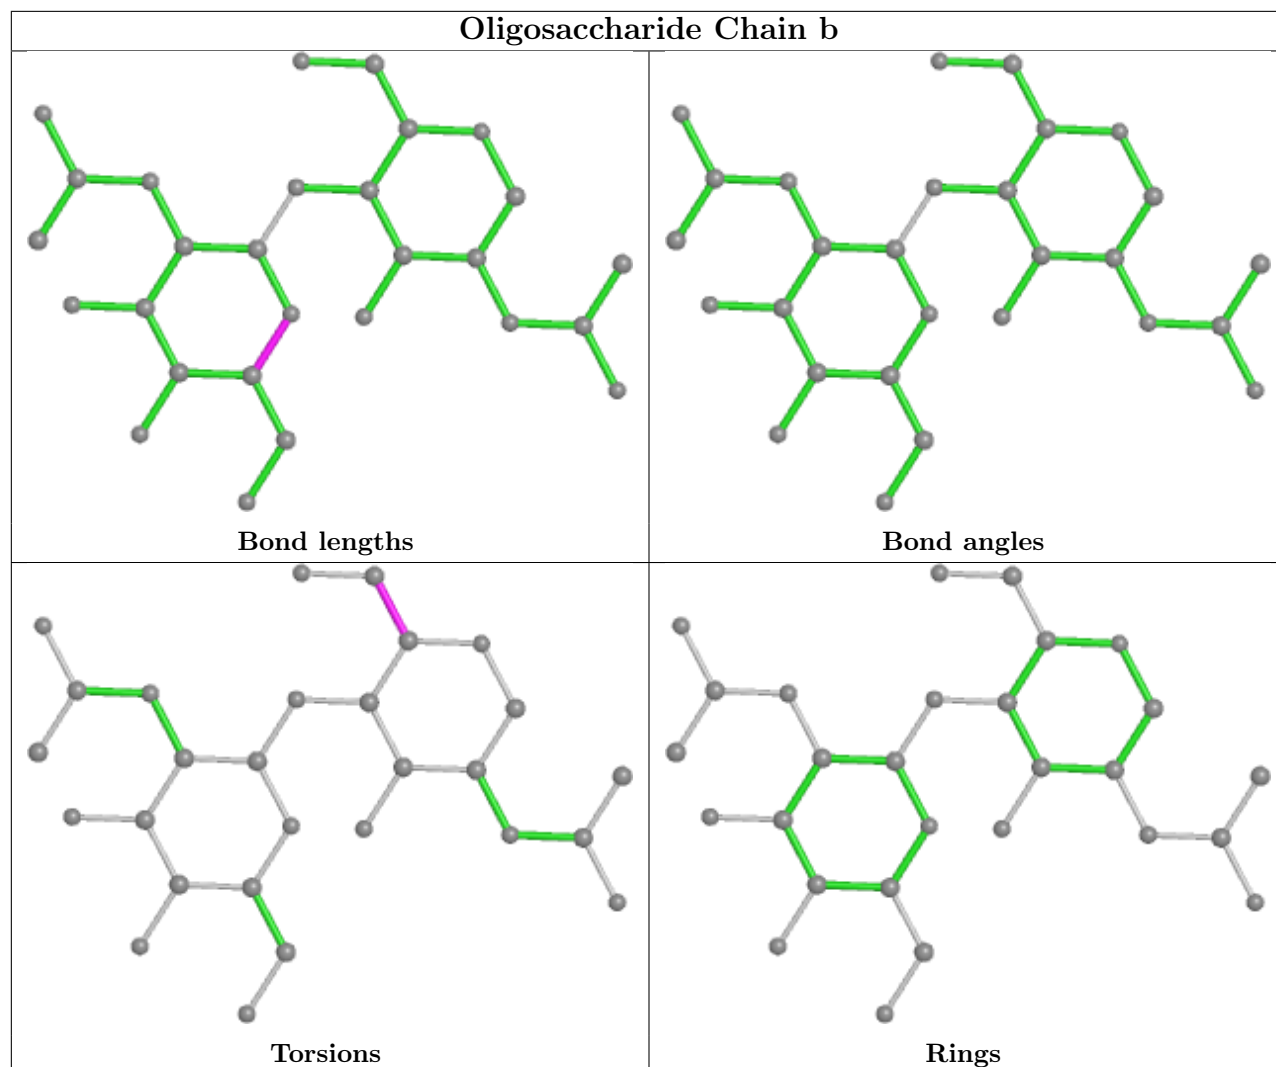 Oligosaccharide Chain b
Bond lengths
Bond angles
Torsions
Rings